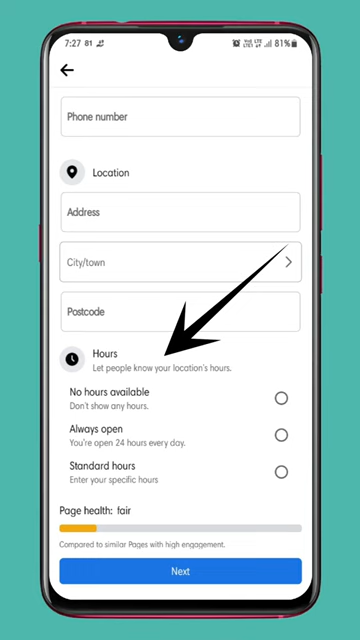 7:27 81
81%
Phone number
Location
Address
City/town
Postcode
Hours
Let people know your location's hours.
No hours available
Don't show any hours.
Always open
You're open 24 hours every day.
Standard hours
Enter your specific hours
Page health: fair
Compared to similar Pages with high engagement.
Next